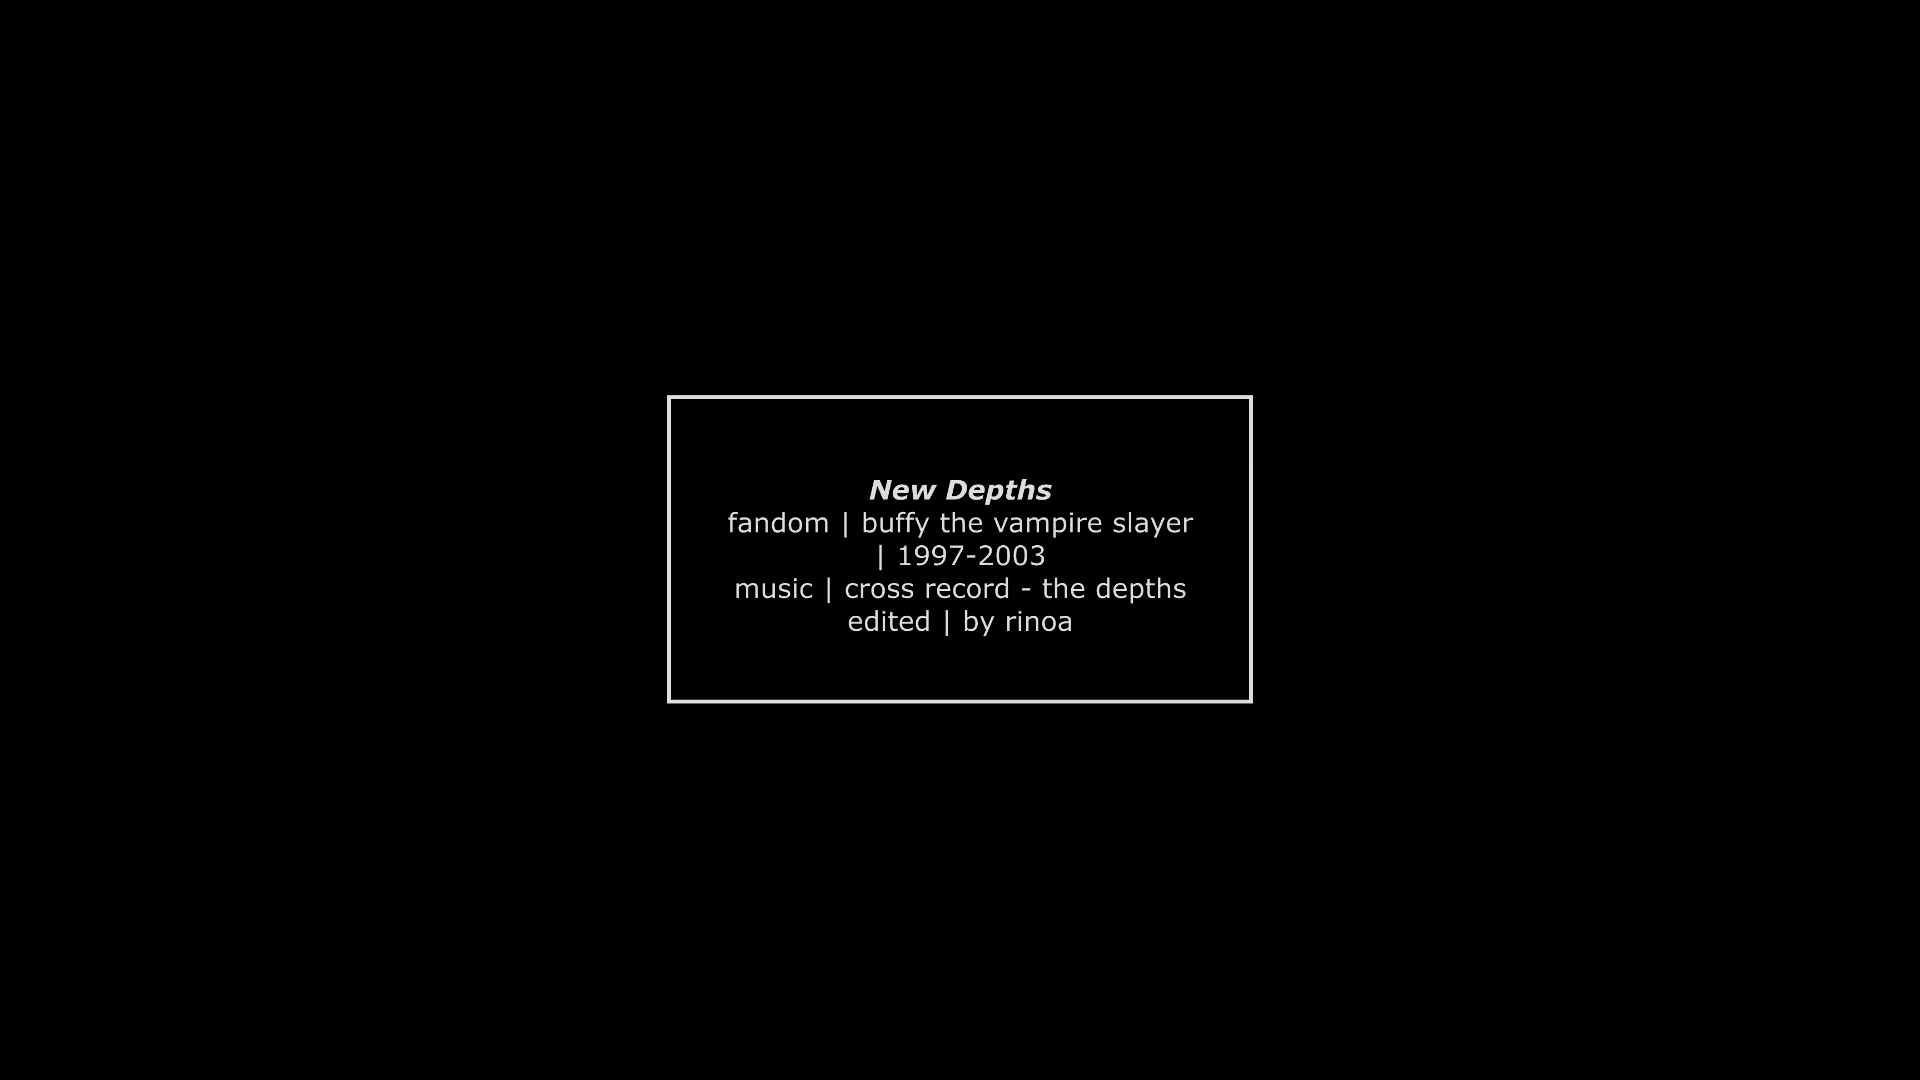 New Depths
fandom | buffy the vampire slayer
| 1997-2003
music | cross record - the depths
edited | by rinoa